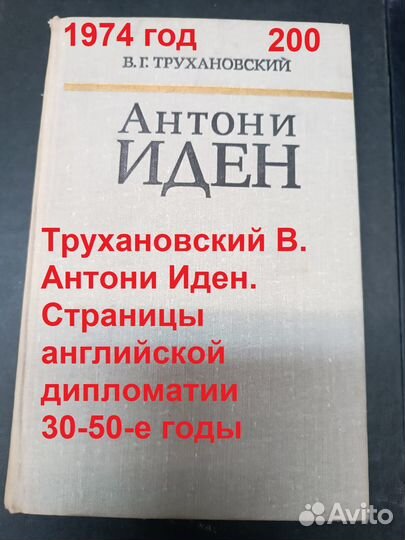 1974 год 200
В. Г. ТРУХАНОВСКИЙ
АНТОНИ
ИДЕН
Трухановский В.
Антони Иден.
Страницы
английской
дипломатии
30-50-е годы
Avito